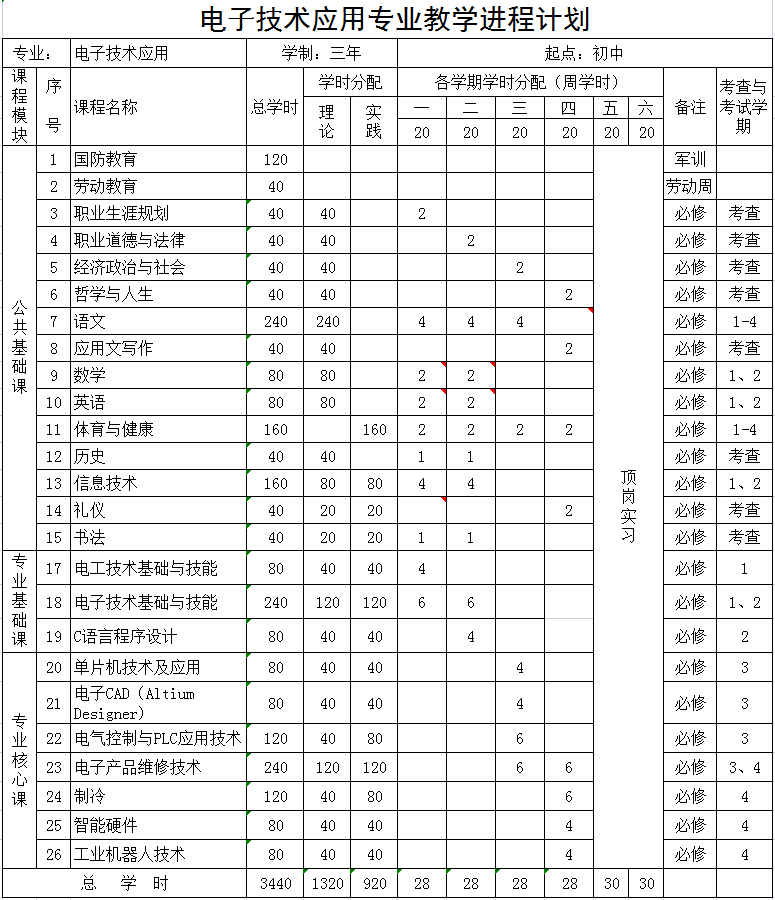 电子技术应用专业教学进程计划
专业： 电子技术应用 学制：三年 起点：初中
课程模块 序号 课程名称 总学时 学时分配 各学期学时分配（周学时） 备注 考查与考试学期
理论 实践 一 二 三 四 五 六
20 20 20 20 20 20
公共基础课
1 国防教育 120 军训
2 劳动教育 40 劳动周
3 职业生涯规划 40 40 2 必修 考查
4 职业道德与法律 40 40 2 必修 考查
5 经济政治与社会 40 40 2 必修 考查
6 哲学与人生 40 40 2 必修 考查
7 语文 240 240 4 4 4 必修 1-4
8 应用文写作 40 40 2 必修 考查
9 数学 80 80 2 2 必修 1、2
10 英语 80 80 2 2 必修 1、2
11 体育与健康 160 160 2 2 2 2 必修 1-4
12 历史 40 40 1 1 必修 考查
13 信息技术 160 80 80 4 4 必修 1、2
14 礼仪 40 20 20 2 必修 考查
15 书法 40 20 20 1 1 必修 考查
顶岗实习
专业基础课
17 电工技术基础与技能 80 40 40 4 必修 1
18 电子技术基础与技能 240 120 120 6 6 必修 1、2
19 C语言程序设计 80 40 40 4 必修 2
专业核心课
20 单片机技术及应用 80 40 40 4 必修 3
21 电子CAD（Altium Designer） 80 40 40 4 必修 3
22 电气控制与PLC应用技术 120 40 80 6 必修 3
23 电子产品维修技术 240 120 120 6 6 必修 3、4
24 制冷 120 40 80 6 必修 4
25 智能硬件 80 40 40 4 必修 4
26 工业机器人技术 80 40 40 4 必修 4
总 学 时 3440 1320 920 28 28 28 28 30 30